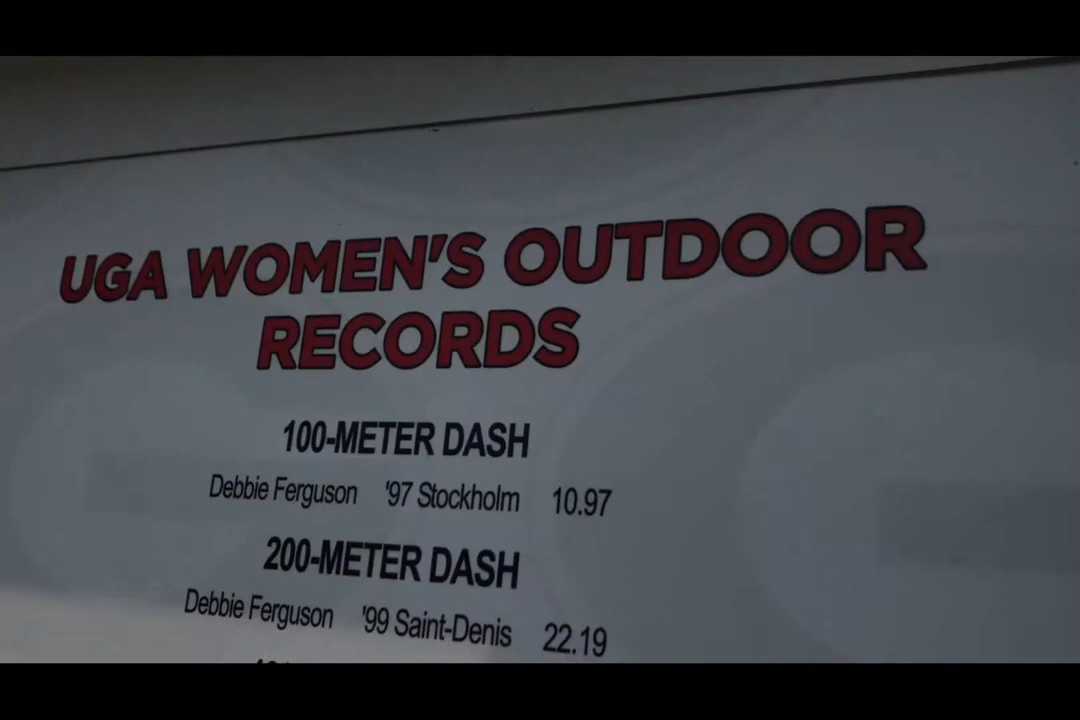 UGA WOMEN'S OUTDOOR
RECORDS
100-METER DASH
Debbie Ferguson '97 Stockholm 10.97
200-METER DASH
Debbie Ferguson '99 Saint-Denis 22.19